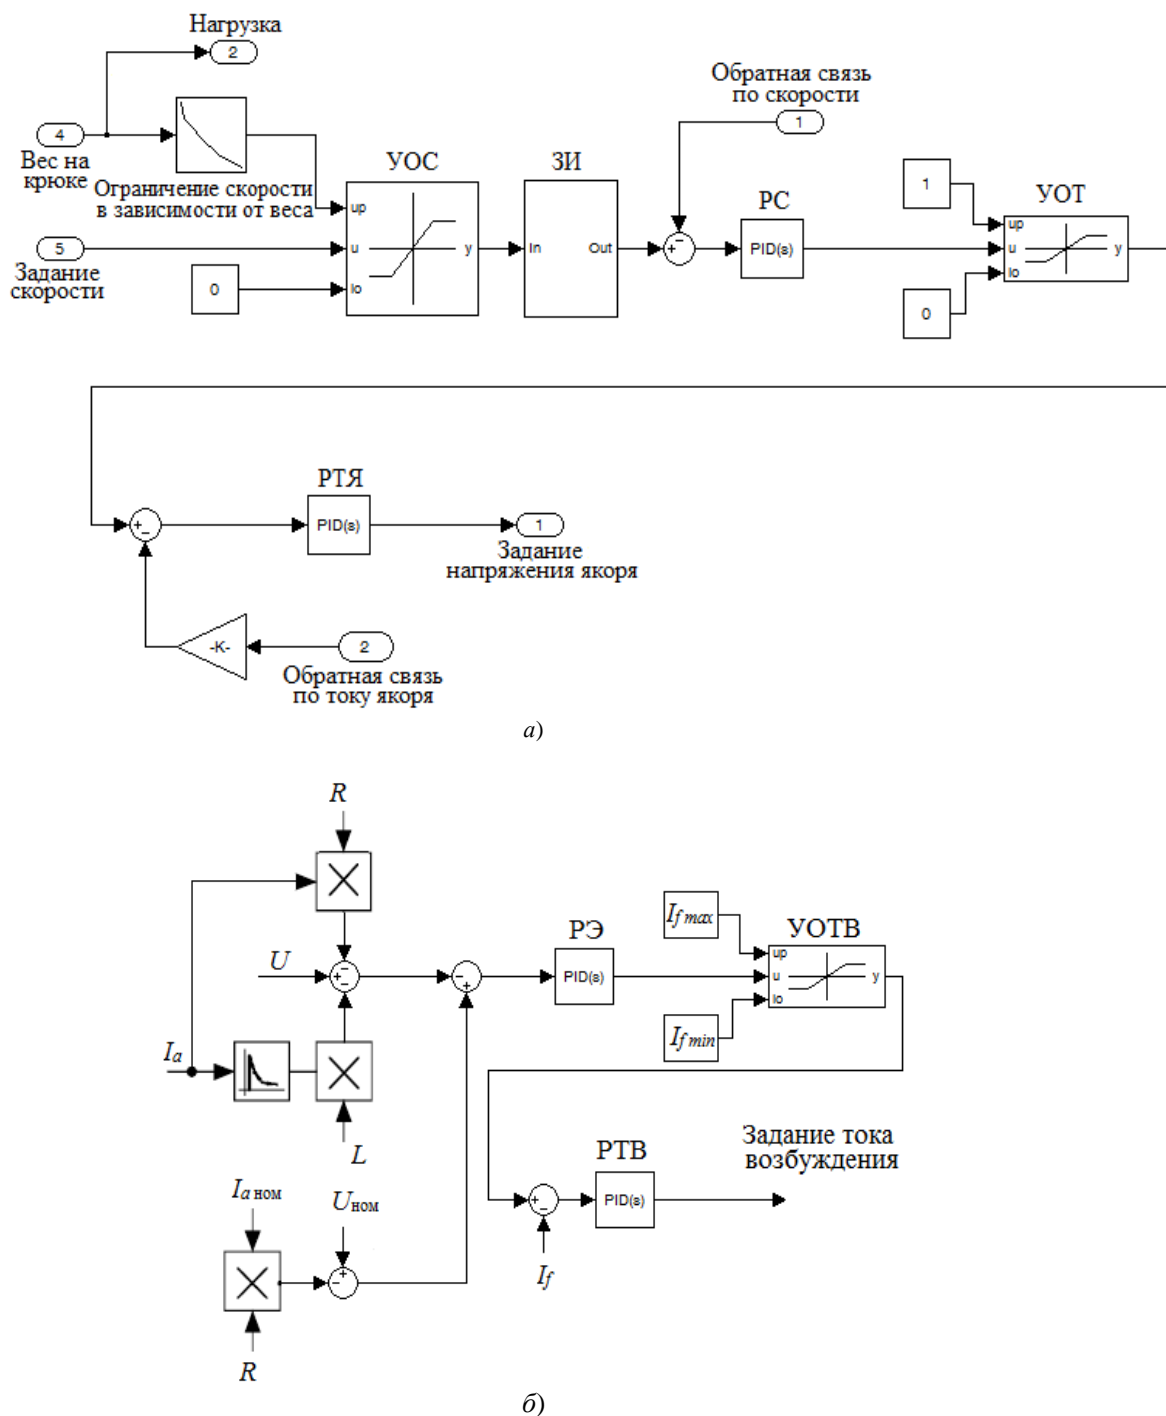 Нагрузка
2
Обратная связь
по скорости
1
4
Вес на
крюке
Ограничение скорости
в зависимости от веса
УОС
up
u
y
lo
ЗИ
In
Out
РС
PID(s)
1
УОТ
up
u
y
lo
0
5
Задание
скорости
0
РТЯ
PID(s)
1
Задание
напряжения якоря
-K-
2
Обратная связь
по току якоря
а)
R
U
Iа
L
РЭ
PID(s)
If max
УОТВ
up
u
y
lo
If min
РТВ
PID(s)
Задание тока
возбуждения
Iа ном
Uном
If
R
б)